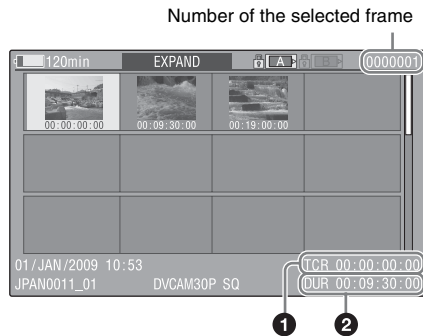 Number of the selected frame
120min EXPAND A B 0000001
00:00:00:00 00:09:30:00 00:19:00:00
01/JAN/2009 10:53 TCR 00:00:00:00
JPAN0011_01 DVCAM30P SQ DUR 00:09:30:00
1 2